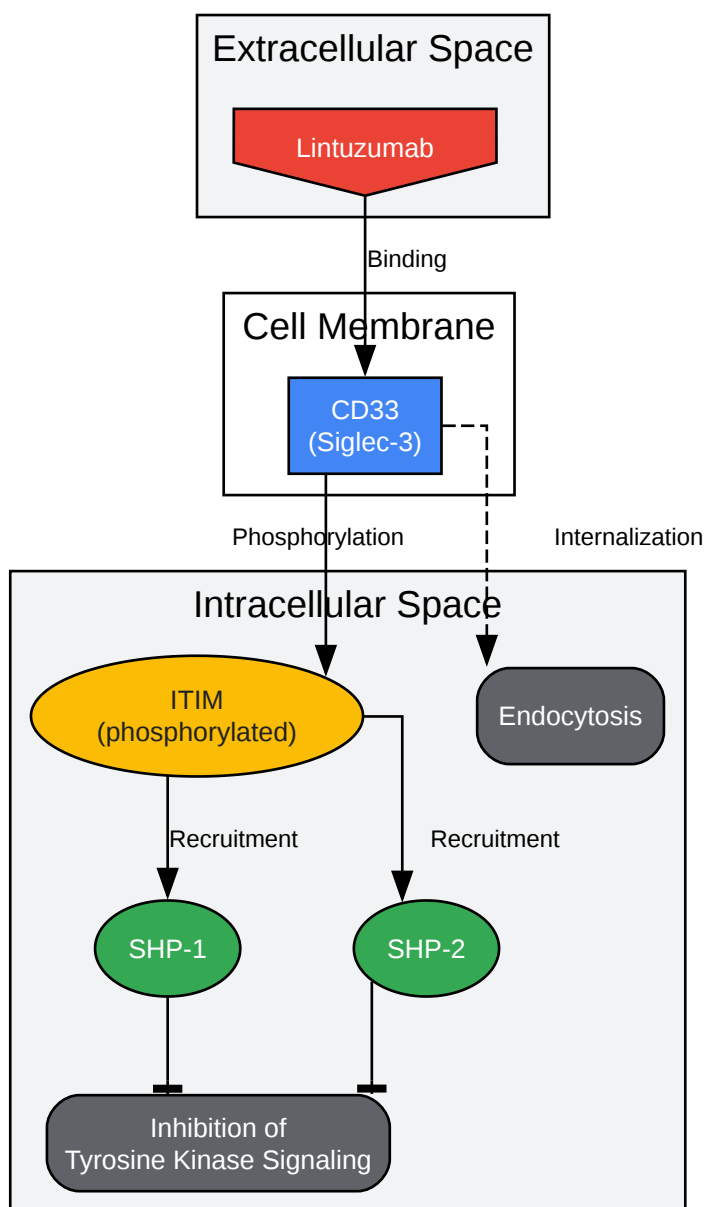 Extracellular Space
Lintuzumab
Binding
Cell Membrane
CD33
(Siglec-3)
Phosphorylation
Internalization
Intracellular Space
ITIM
(phosphorylated)
Endocytosis
Recruitment
Recruitment
SHP-1
SHP-2
Inhibition of
Tyrosine Kinase Signaling